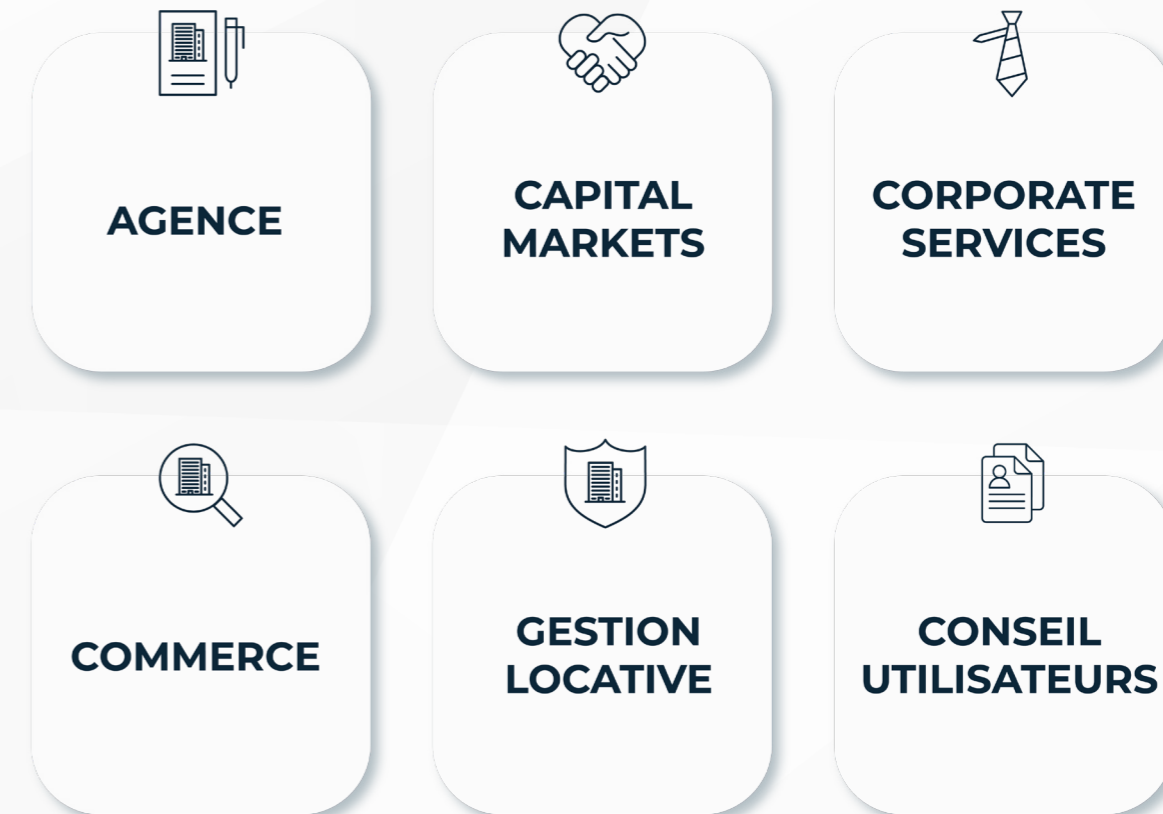 AGENCE
CAPITAL
MARKETS
CORPORATE
SERVICES
COMMERCE
GESTION
LOCATIVE
CONSEIL
UTILISATEURS